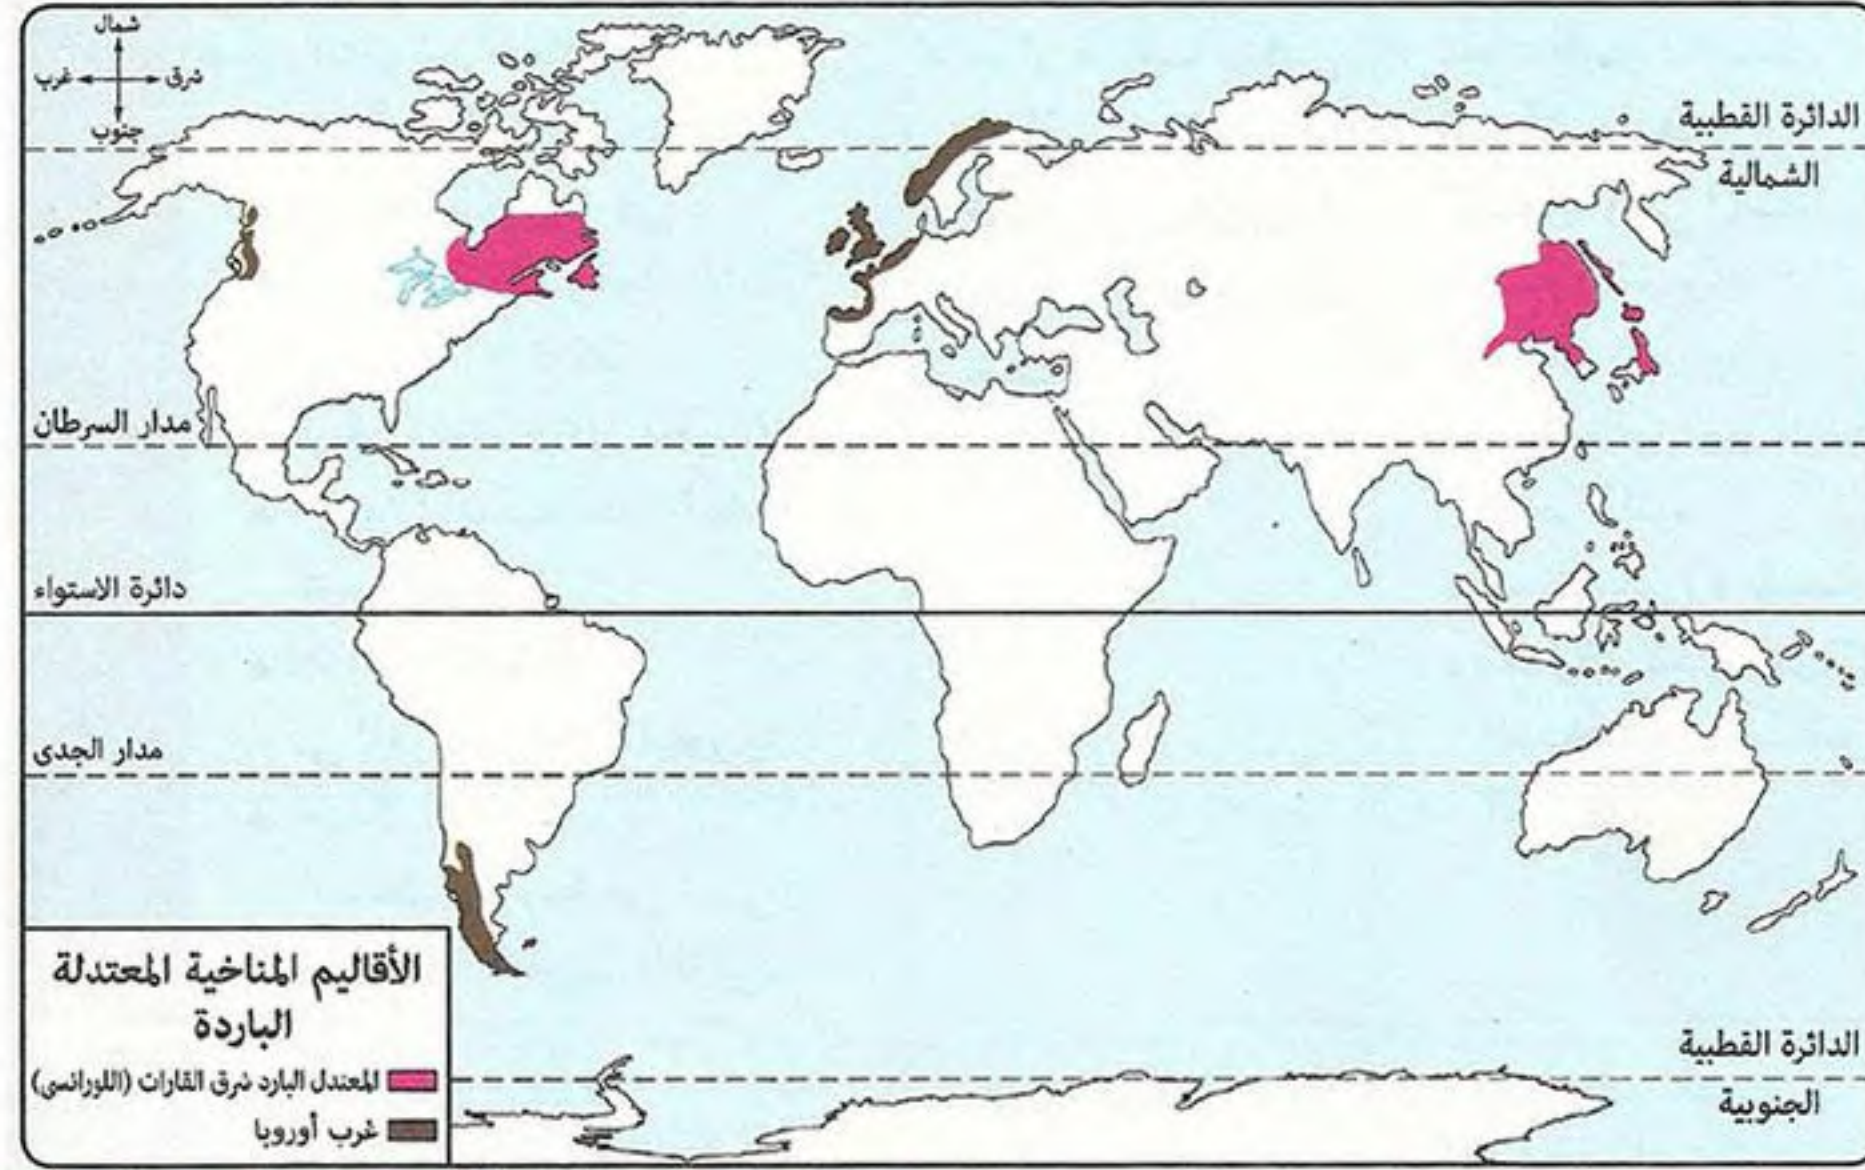 شمال
غرب
شرق
جنوب
الدائرة القطبية
الشمالية
مدار السرطان
دائرة الاستواء
مدار الجدى
الدائرة القطبية
الجنوبية
الأقاليم المناخية المعتدلة
الباردة
المعتدل البارد شرق القارات (اللورانسى)
غرب أوروبا